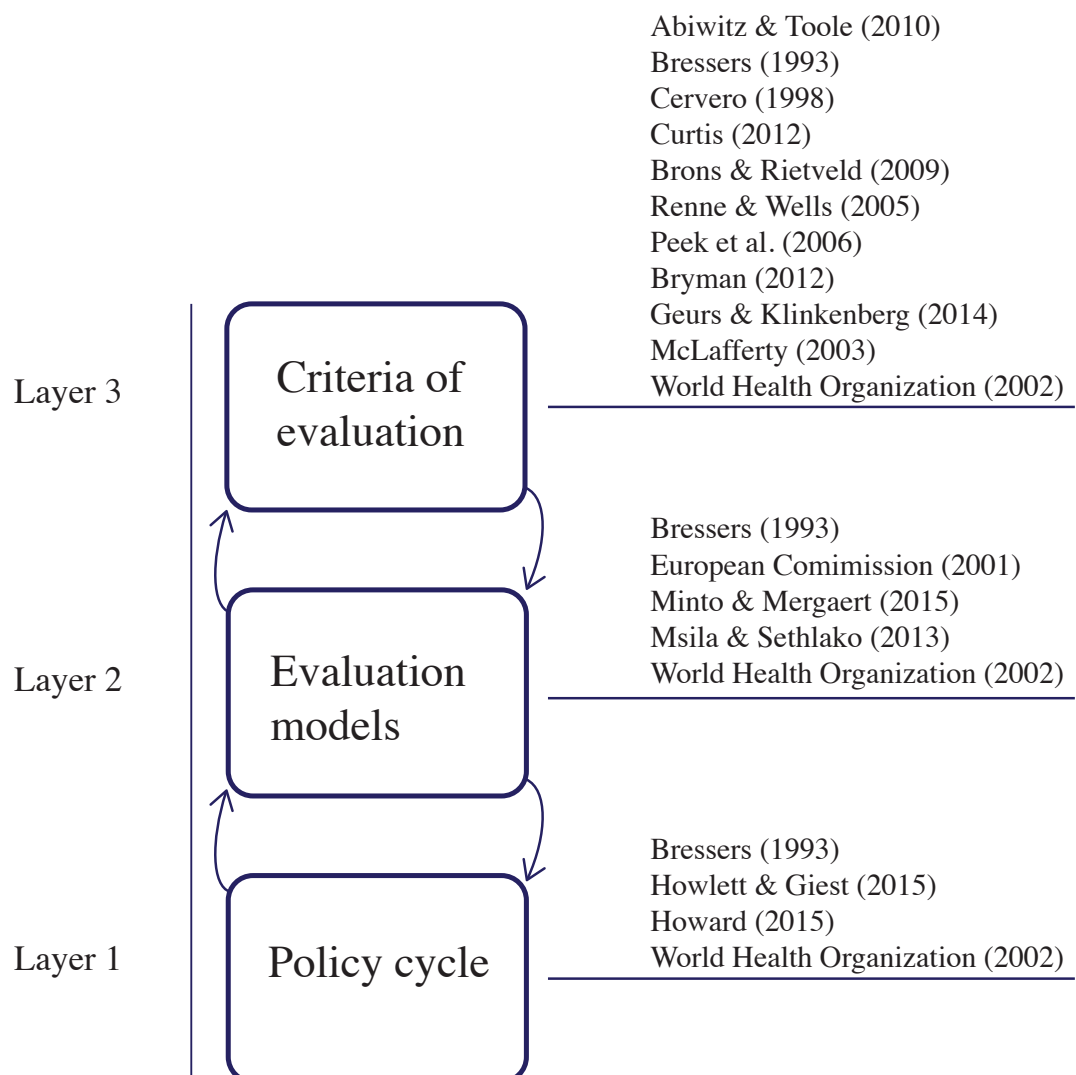 Abiwitz & Toole (2010)
Bressers (1993)
Cervero (1998)
Curtis (2012)
Brons & Rietveld (2009)
Renne & Wells (2005)
Peek et al. (2006)
Bryman (2012)
Geurs & Klinkenberg (2014)
McLafferty (2003)
World Health Organization (2002)
Layer 3
Criteria of
evaluation
Bressers (1993)
European Comimission (2001)
Minto & Mergaert (2015)
Msila & Sethlako (2013)
World Health Organization (2002)
Layer 2
Evaluation
models
Bressers (1993)
Howlett & Giest (2015)
Howard (2015)
World Health Organization (2002)
Layer 1
Policy cycle